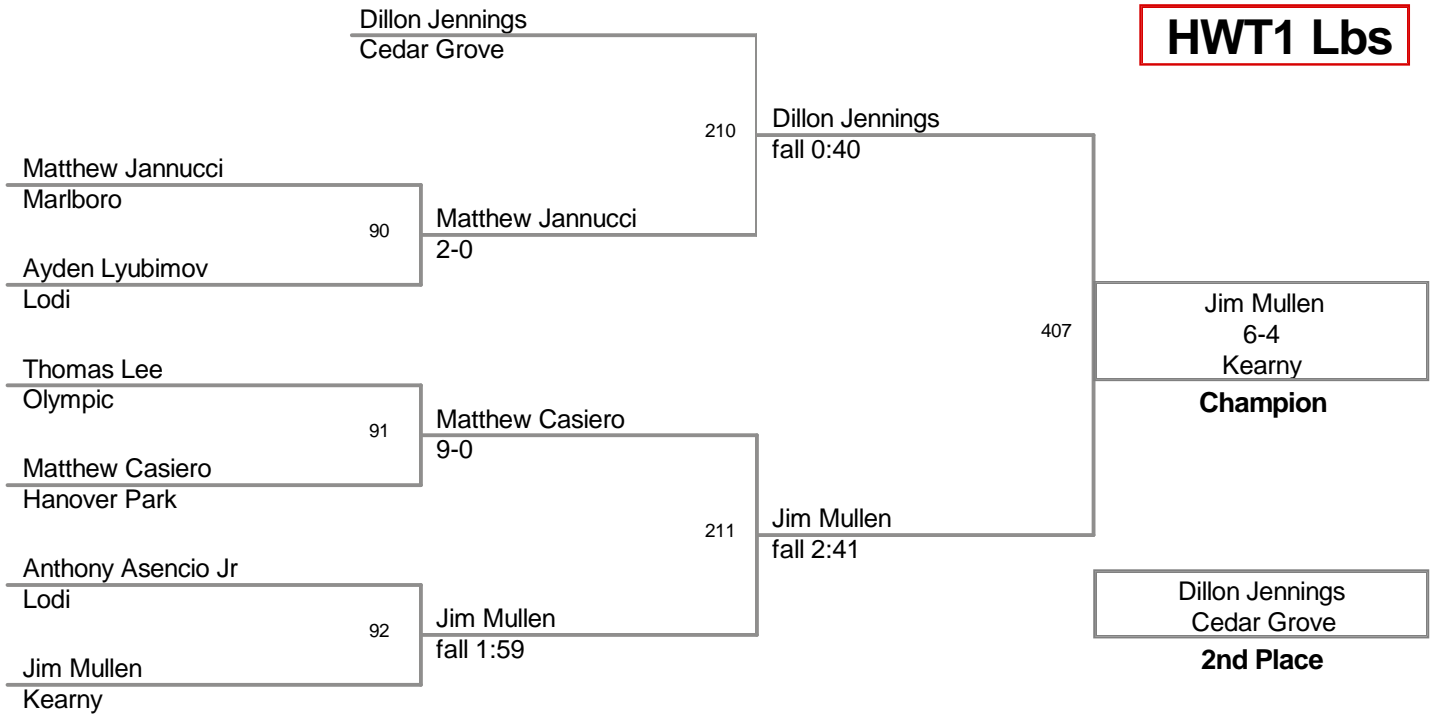 Dillon Jennings
Cedar Grove
HWT1 Lbs
210
Dillon Jennings
fall 0:40
Matthew Jannucci
Marlboro
90
Matthew Jannucci
2-0
Ayden Lyubimov
Lodi
407
Jim Mullen
6-4
Kearny
Champion
Thomas Lee
Olympic
91
Matthew Casiero
9-0
Matthew Casiero
Hanover Park
211
Jim Mullen
fall 2:41
Anthony Asencio Jr
Lodi
92
Jim Mullen
fall 1:59
Jim Mullen
Kearny
Dillon Jennings
Cedar Grove
2nd Place